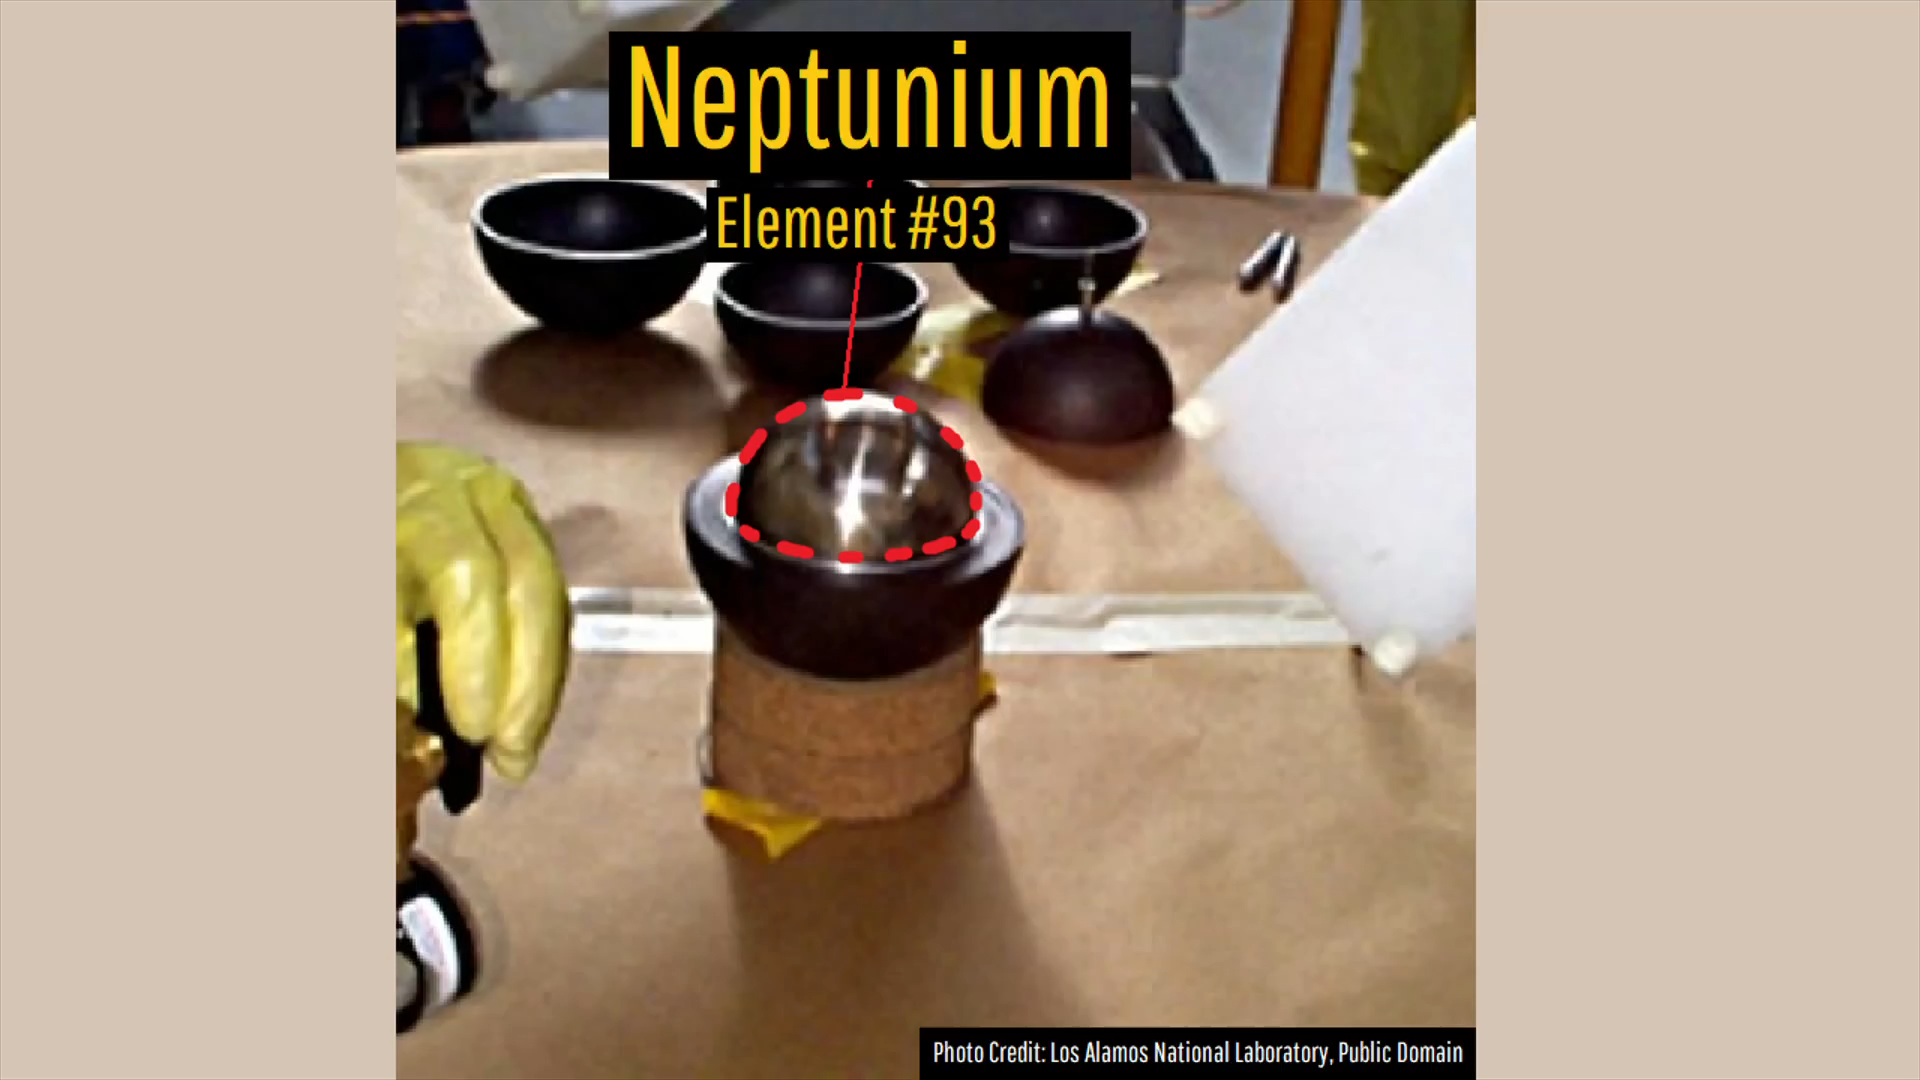 Neptunium
Element #93
Photo Credit: Los Alamos National Laboratory, Public Domain